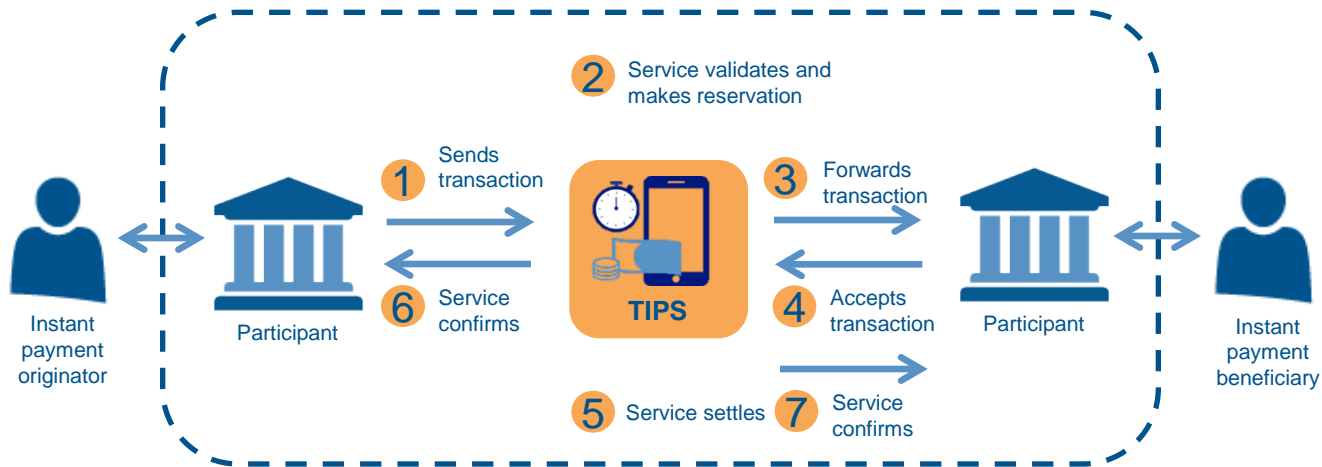 2 Service validates and
makes reservation
1 Sends
transaction
3 Forwards
transaction
TIPS
6 Service
confirms
4 Accepts
transaction
Participant
Participant
Instant
payment
originator
Instant
payment
beneficiary
5 Service settles
7 Service
confirms